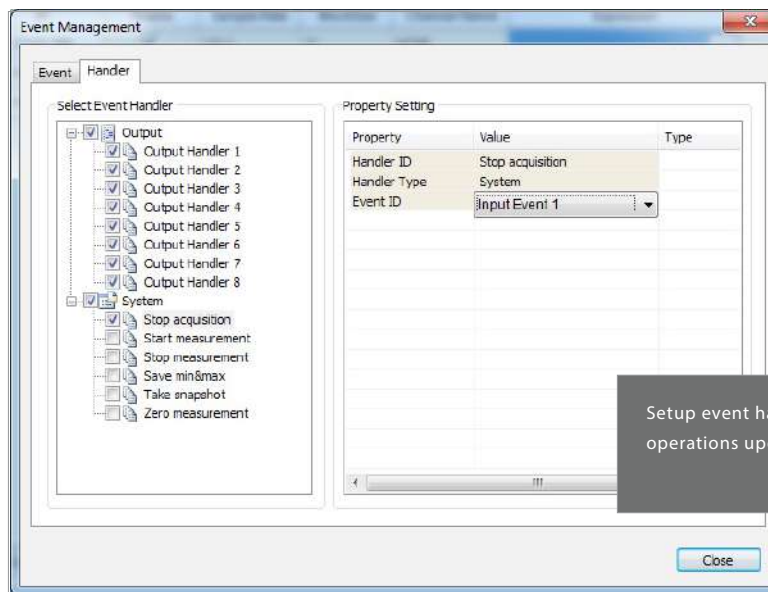 Event Management
Event
Handler
Select Event Handler
Output
Output Handler 1
Output Handler 2
Output Handler 3
Output Handler 4
Output Handler 5
Output Handler 6
Output Handler 7
Output Handler 8
System
Stop acquisition
Start measurement
Stop measurement
Save min&max
Take snapshot
Zero measurement
Property Setting
Property Value Type
Handler ID Stop acquisition
Handler Type System
Event ID Input Event 1
Setup event
operations
Close